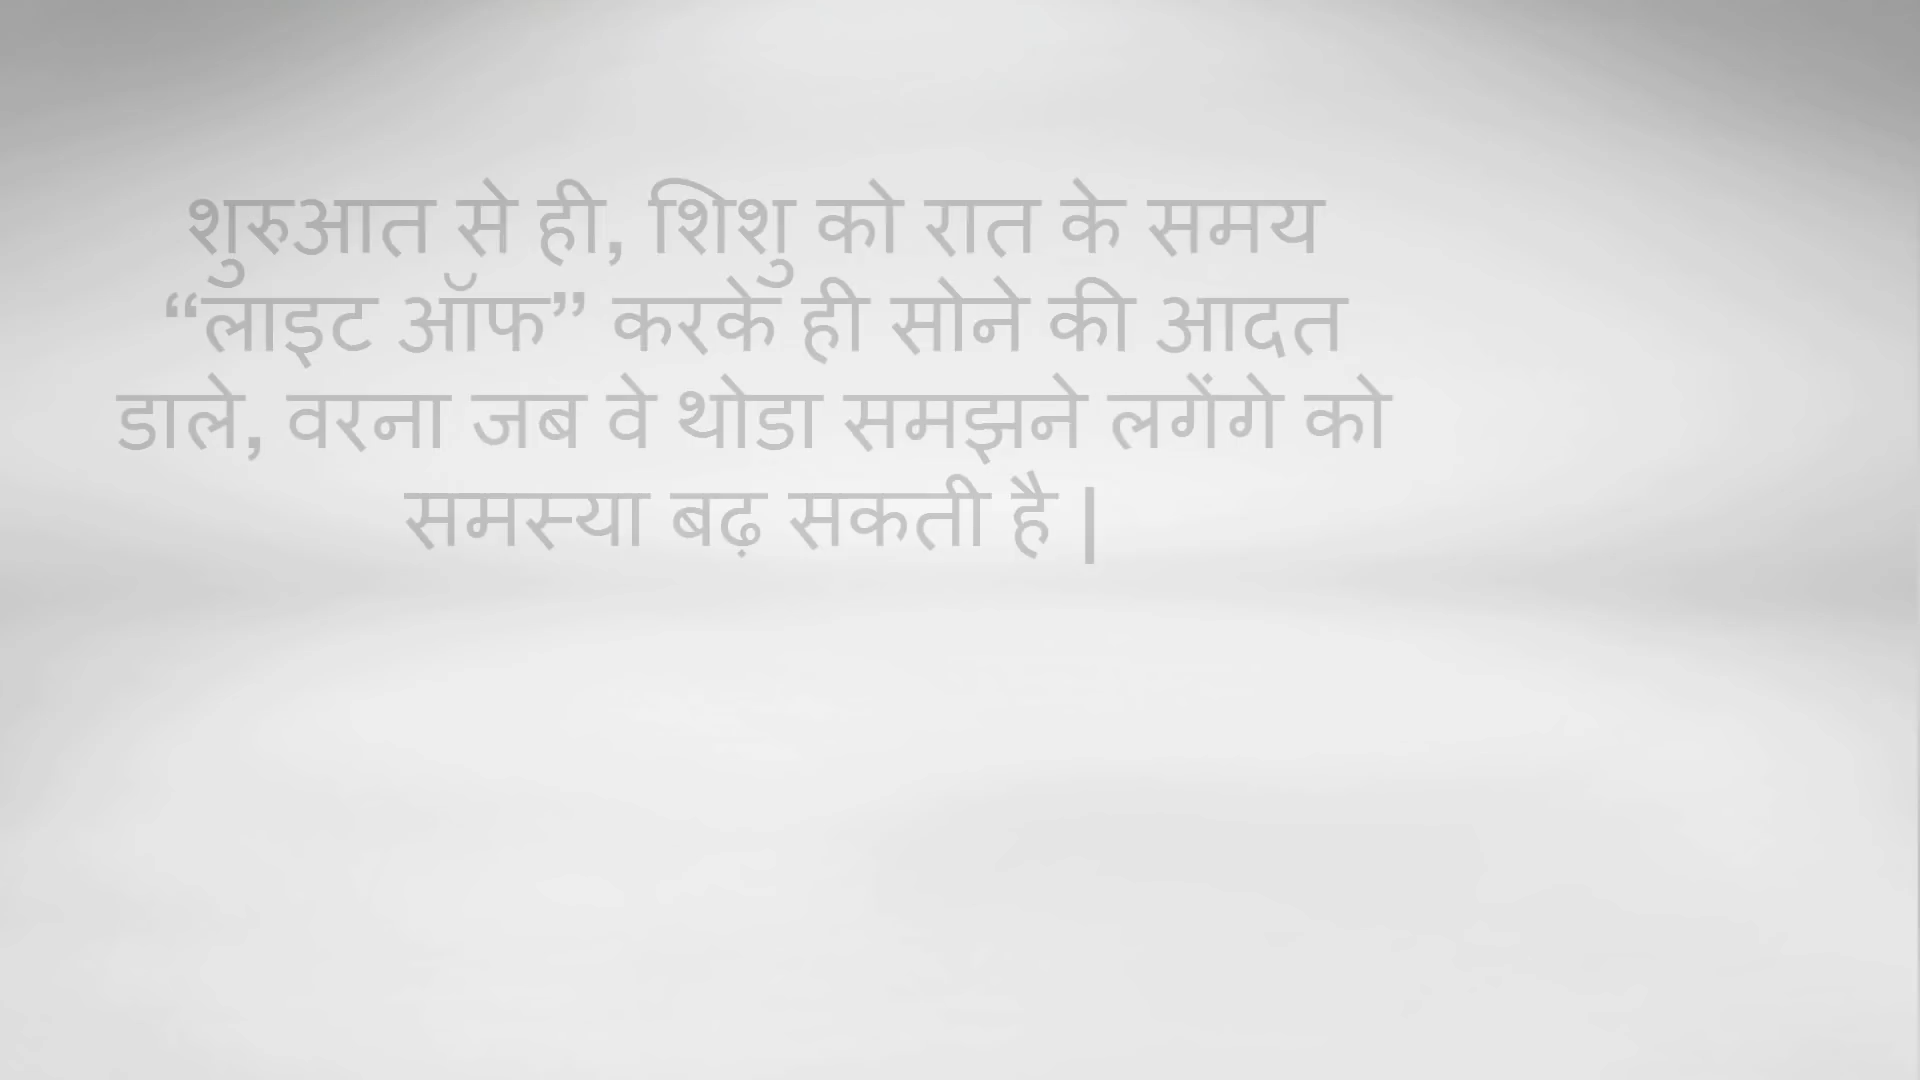 शुरुआत से ही, शिशु को रात के समय
“लाइट ऑफ” करके ही सोने की आदत
डाले, वरना जब वे थोडा समझने लगेंगे को
समस्या बढ़ सकती है |